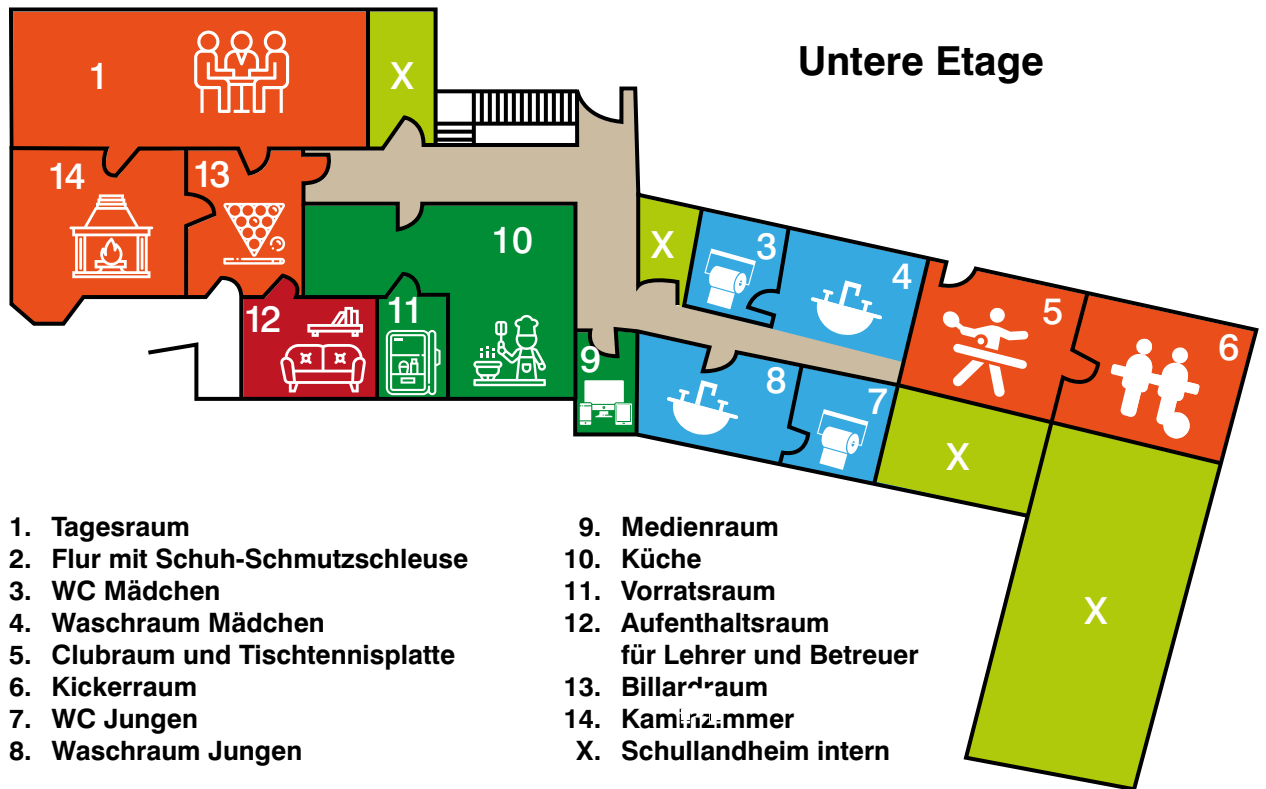 Untere Etage
1
X
14
13
10
X
3
4
5
6
12
11
9
8
7
X
X
1. Tagesraum
2. Flur mit Schuh-Schmutzschleuse
3. WC Mädchen
4. Waschraum Mädchen
5. Clubraum und Tischtennisplatte
6. Kickerraum
7. WC Jungen
8. Waschraum Jungen
9. Medienraum
10. Küche
11. Vorratsraum
12. Aufenthaltsraum
für Lehrer und Betreuer
13. Billardraum
14. Kaminzimmer
X. Schullandheim intern